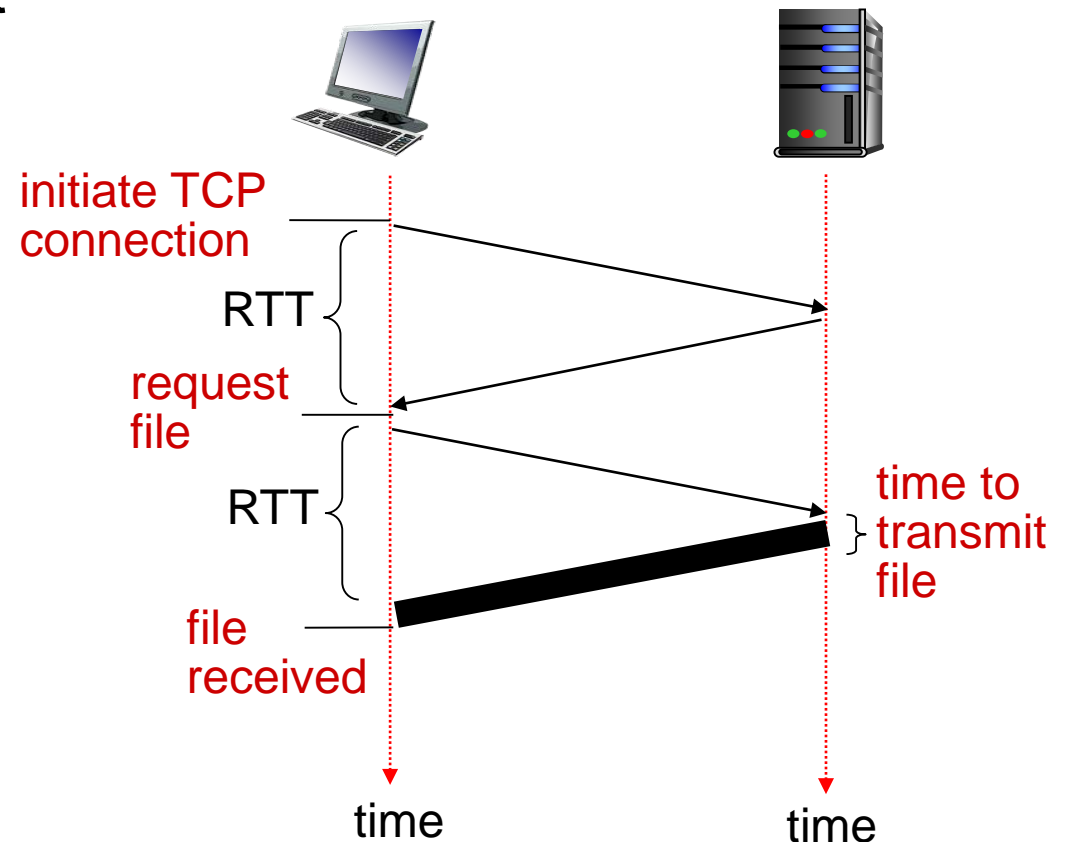 initiate TCP
connection
RTT
request
file
RTT
time to
transmit
file
file
received
time
time